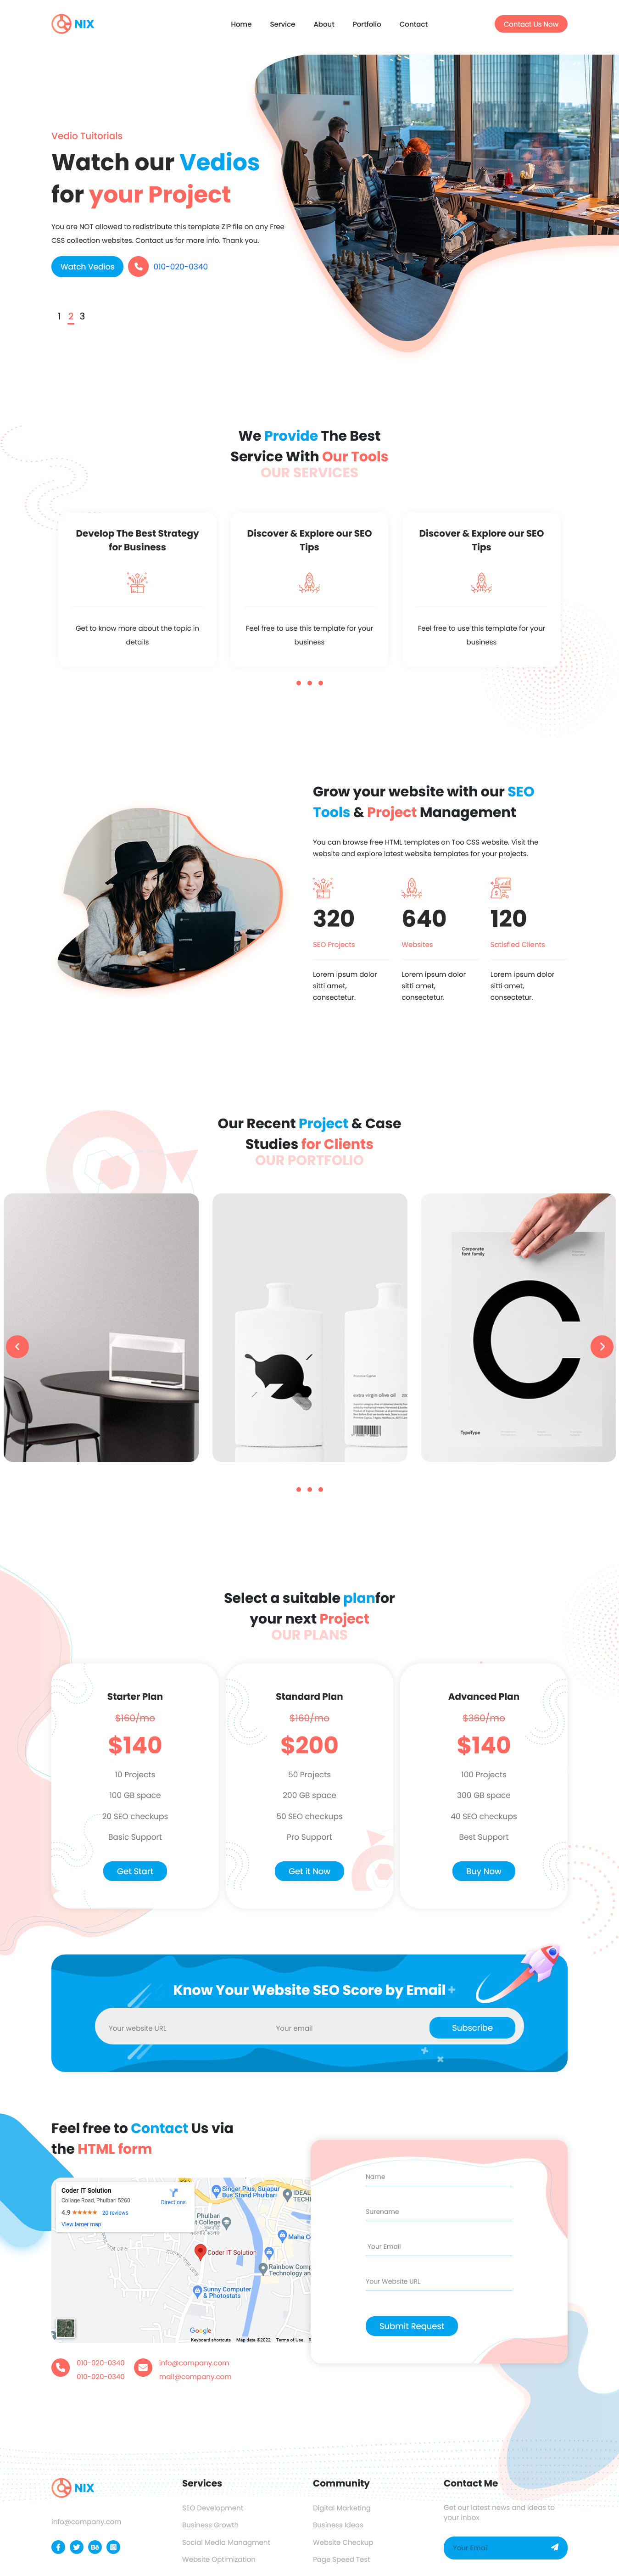 NIX
Home Service About Portfolio Contact
Contact Us Now
Vedio Tuitorials
Watch our Vedios
for your Project
You are NOT allowed to redistribute this template ZIP file on any Free
CSS collection websites. Contact us for more info. Thank you.
Watch Vedios 010-020-0340
1 2 3
We Provide The Best
Service With Our Tools
OUR SERVICES
Develop The Best Strategy
for Business
Get to know more about the topic in
details
Discover & Explore our SEO
Tips
Feel free to use this template for your
business
Discover & Explore our SEO
Tips
Feel free to use this template for your
business
Grow your website with our SEO
Tools & Project Management
You can browse free HTML templates on Too CSS website. Visit the
website and explore latest website templates for your projects.
320
SEO Projects
Lorem ipsum dolor
sitti amet,
consectetur.
640
Websites
Lorem ipsum dolor
sitti amet,
consectetur.
120
Satisfied Clients
Lorem ipsum dolor
sitti amet,
consectetur.
Our Recent Project & Case
Studies for Clients
OUR PORTFOLIO
extra virgin olive oil
Corporate
font family
C
TypeType
Select a suitable planfor
your next Project
OUR PLANS
Starter Plan
$160/mo
$140
10 Projects
100 GB space
20 SEO checkups
Basic Support
Get Start
Standard Plan
$160/mo
$200
50 Projects
200 GB space
50 SEO checkups
Pro Support
Get it Now
Advanced Plan
$360/mo
$140
100 Projects
300 GB space
40 SEO checkups
Best Support
Buy Now
Know Your Website SEO Score by Email
Your website URL Your email Subscribe
Feel free to Contact Us via
the HTML form
Coder IT Solution
Collage Road, Phulbari 5260
4.9 ★★★★★ 20 reviews
View larger map
Directions
Singer Plus, Sujapur
Bus Stand Phulbari
IDEAL
TECH
Phulbari
t College
Maha C
Coder IT Solution
Rainbow Comp
Technology an
Sunny Computer
& Photostats
Google
Keyboard shortcuts Map data ©2022 Terms of Use
010-020-0340
010-020-0340
info@company.com
mail@company.com
Name
Surename
Your Email
Your Website URL
Submit Request
NIX
info@company.com
Services
SEO Development
Business Growth
Social Media Managment
Website Optimization
Community
Digital Marketing
Business Ideas
Website Checkup
Page Speed Test
Contact Me
Get our latest news and ideas to
your inbox
Your Email